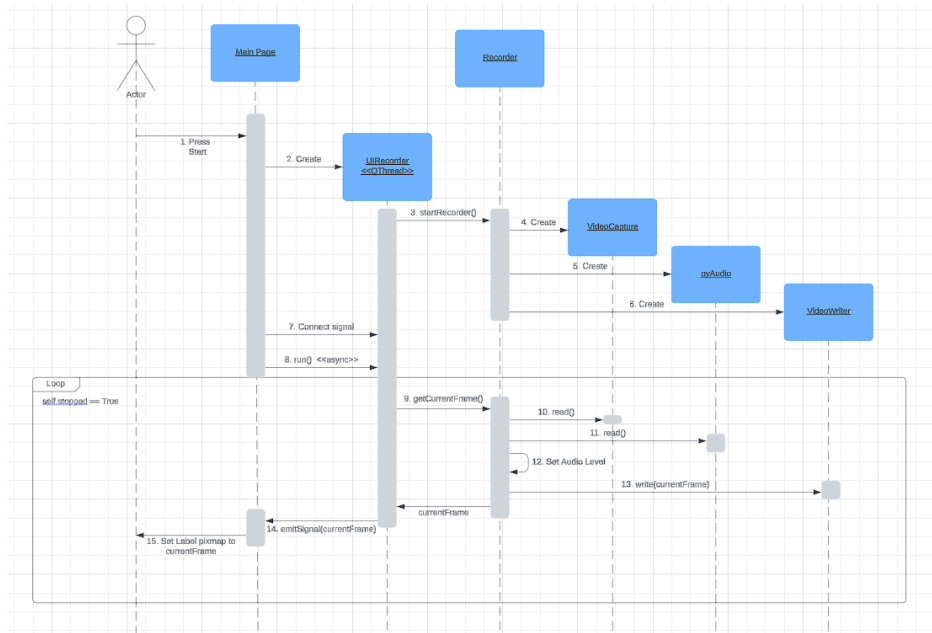 Main Page
Recorder
Actor
1. Press
Start
2. Create
UIRecorder
<<QThread>>
3. startRecorder()
4. Create
VideoCapture
5. Create
pyAudio
6. Create
VideoWriter
7. Connect signal
8. run() <<async>>
Loop
self.stopped == True
9. getCurrentFrame()
10. read()
11. read()
12. Set Audio Level
13. write(currentFrame)
currentFrame
14. emitSignal(currentFrame)
15. Set Label pixmap to
currentFrame